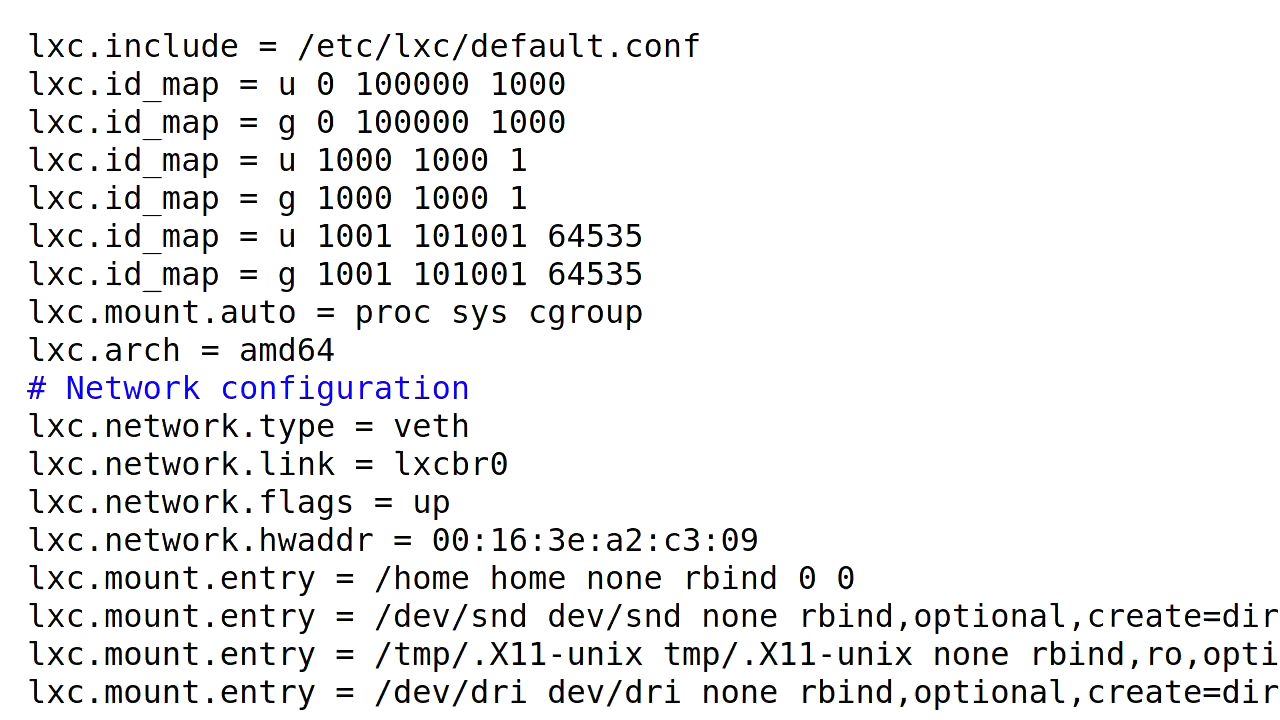 lxc.include = /etc/lxc/default.conf
lxc.id_map = u 0 100000 1000
lxc.id_map = g 0 100000 1000
lxc.id_map = u 1000 1000 1
lxc.id_map = g 1000 1000 1
lxc.id_map = u 1001 101001 64535
lxc.id_map = g 1001 101001 64535
lxc.mount.auto = proc sys cgroup
lxc.arch = amd64
# Network configuration
lxc.network.type = veth
lxc.network.link = lxcbr0
lxc.network.flags = up
lxc.network.hwaddr = 00:16:3e:a2:c3:09
lxc.mount.entry = /home home none rbind 0 0
lxc.mount.entry = /dev/snd dev/snd none rbind,optional,create=dir
lxc.mount.entry = /tmp/.X11-unix tmp/.X11-unix none rbind,ro,opti
lxc.mount.entry = /dev/dri dev/dri none rbind,optional,create=dir